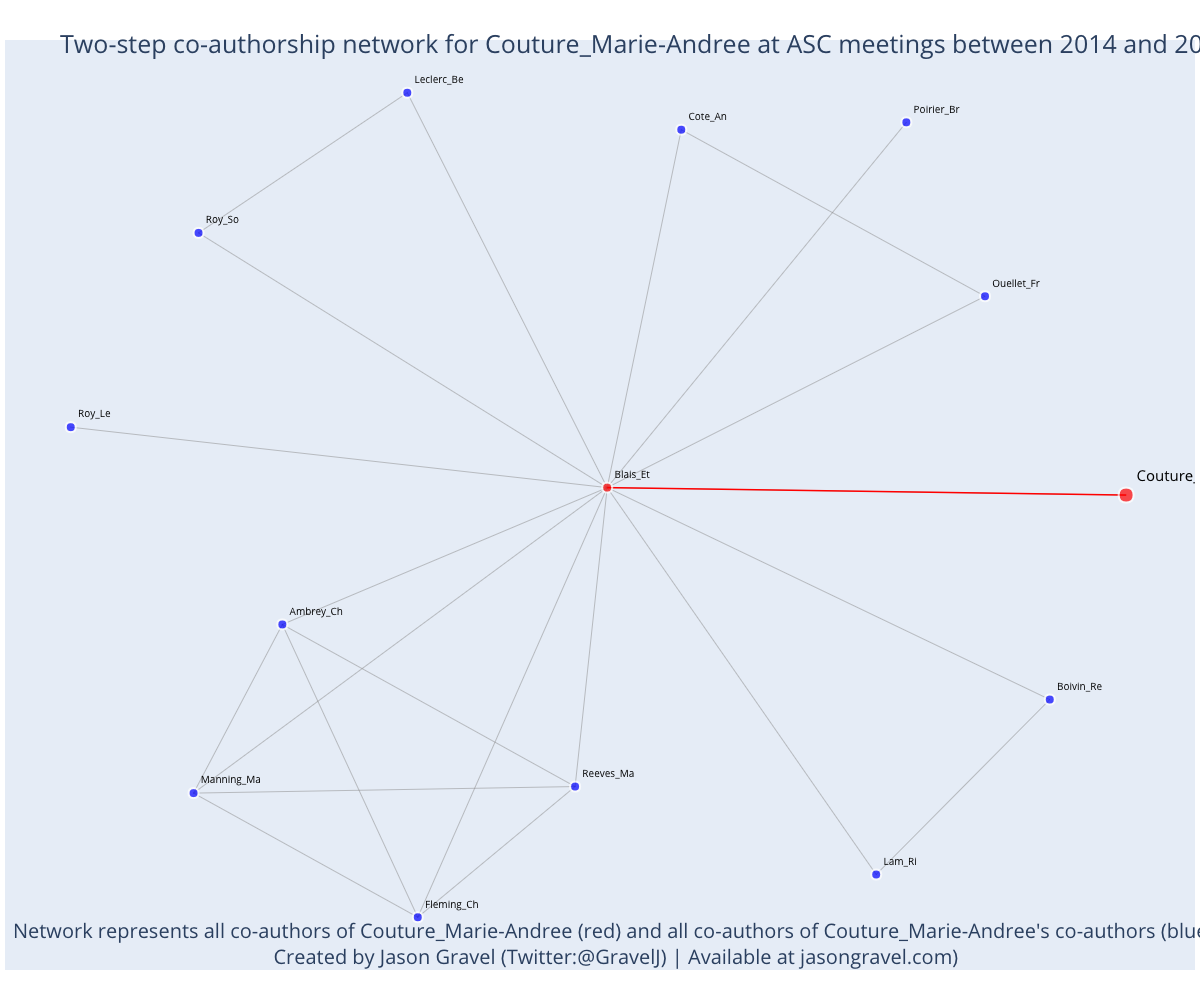 Two-step co-authorship network for Couture_Marie-Andree at ASC meetings between 2014 and 20
Leclerc_Be
Poirier_Br
Cote_An
Roy_So
Ouellet_Fr
Roy_Le
Blais_Et
Couture_
Ambrey_Ch
Boivin_Re
Reeves_Ma
Manning_Ma
Lam_Ri
Fleming_Ch
Network represents all co-authors of Couture_Marie-Andree (red) and all co-authors of Couture_Marie-Andree's co-authors (blue
Created by Jason Gravel (Twitter:@GravelJ) | Available at jasongravel.com)